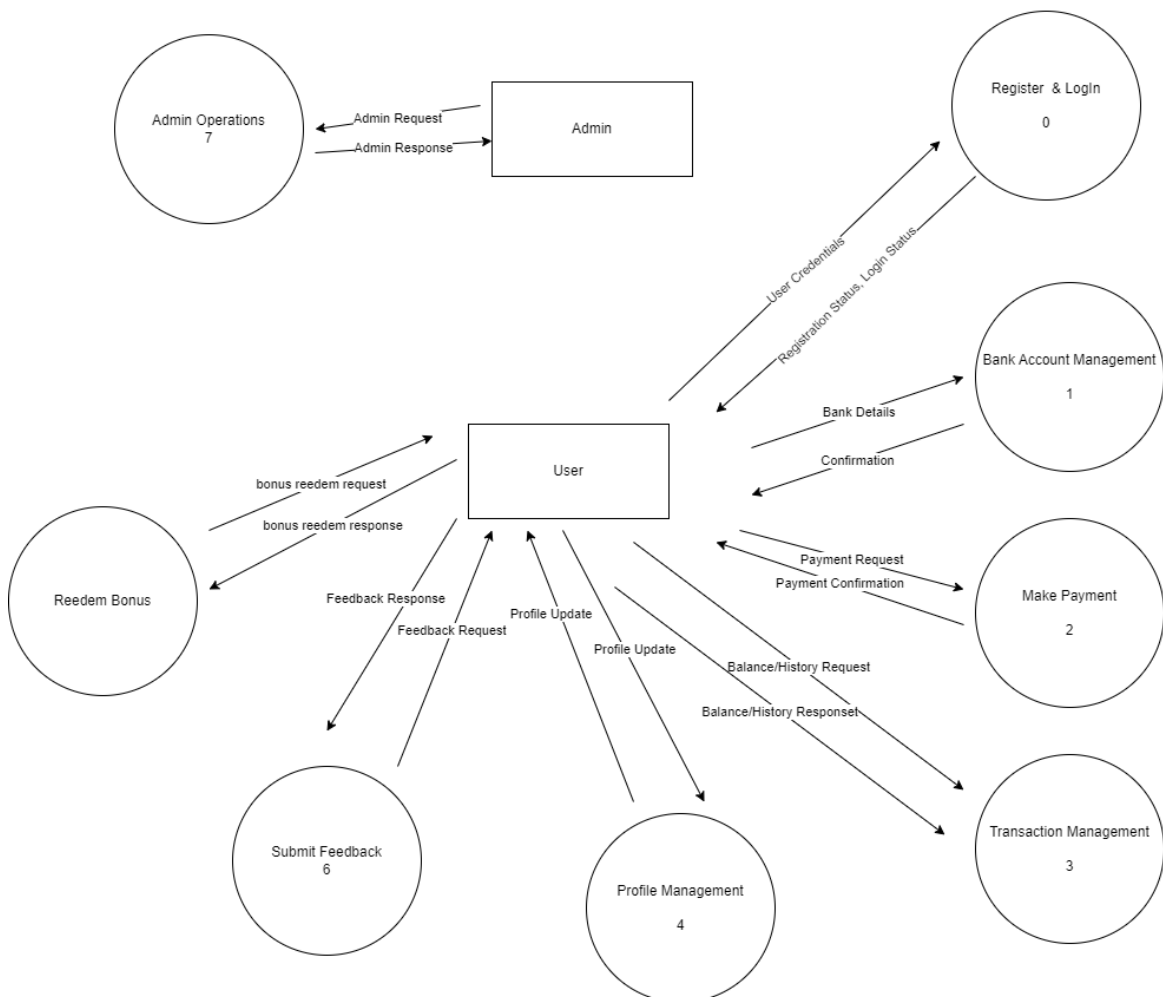 Register & LogIn
0
Admin Operations
7
Admin Request
Admin Response
Admin
User Credentials
Registration Status, Login Status
Bank Account Management
1
Bank Details
Confirmation
User
bonus reedem request
bonus reedem response
Reedem Bonus
Payment Request
Payment Confirmation
Make Payment
2
Feedback Response
Feedback Request
Profile Update
Profile Update
Balance/History Request
Balance/History Responset
Transaction Management
3
Submit Feedback
6
Profile Management
4